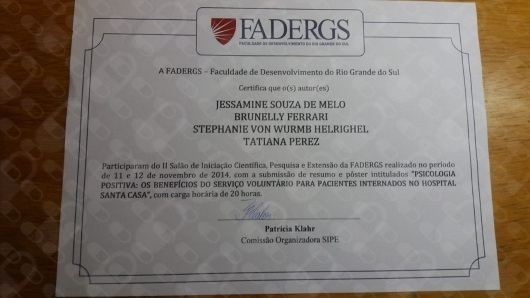 FADERGS
FACULDADE DE DESENVOLVIMENTO DO RIO GRANDE DO SUL
A FADERGS – Faculdade de Desenvolvimento do Rio Grande do Sul
Certifica que o(s) autor(es)
JESSAMINE SOUZA DE MELO
BRUNELLY FERRARI
STEPHANIE VON WURMB HELRIGHEL
TATIANA PEREZ
Participaram do II Salão de Iniciação Científica, Pesquisa e Extensão da FADERGS realizado no período
de 11 e 12 de novembro de 2014, com a submissão de resumo e pôster intitulados "PSICOLOGIA
POSITIVA: OS BENEFÍCIOS DO SERVIÇO VOLUNTÁRIO PARA PACIENTES INTERNADOS NO HOSPITAL
SANTA CASA", com carga horária de 20 horas.
Patrícia Klahr
Comissão Organizadora SIPE